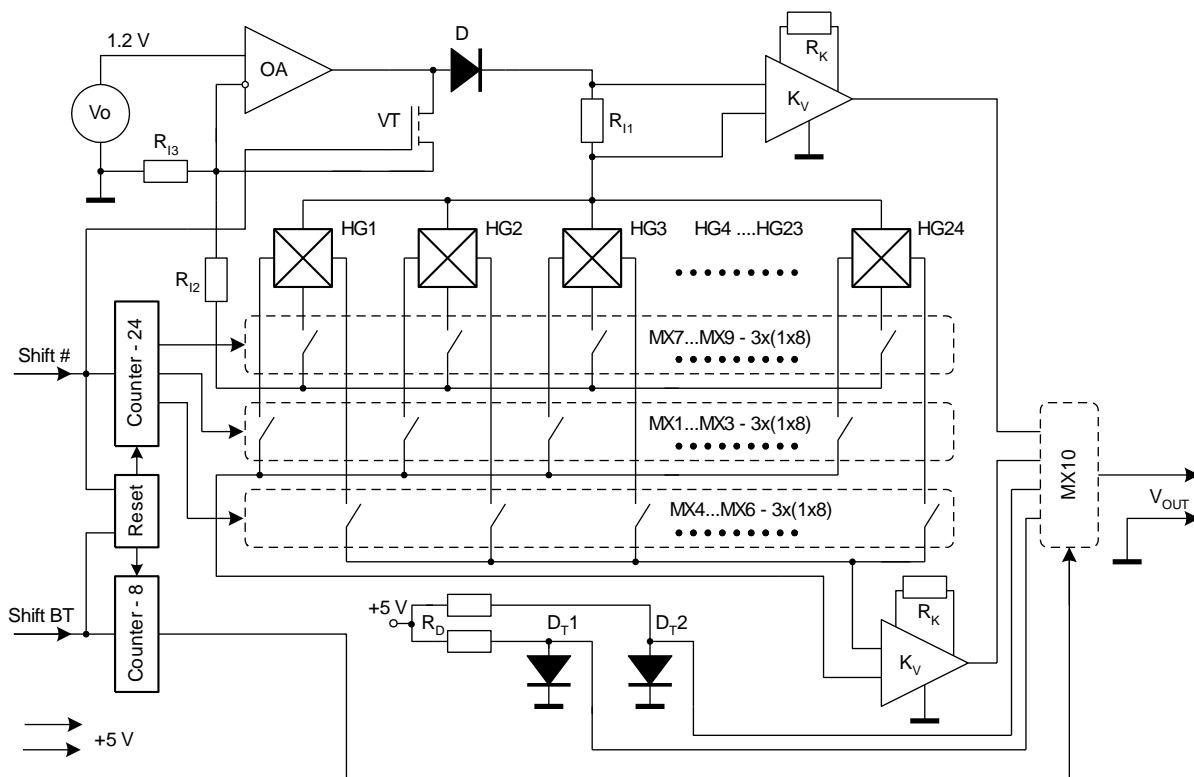 1.2 V
D
OA
R_K
Vo
VT
K_V
R_I1
R_I3
HG1
HG2
HG3
HG4 ....HG23
HG24
R_I2
MX7...MX9 - 3x(1x8)
Shift #
Counter - 24
MX1...MX3 - 3x(1x8)
MX10
Reset
MX4...MX6 - 3x(1x8)
V_OUT
Shift BT
Counter - 8
+5 V
R_D
D_T1
D_T2
R_K
K_V
+5 V